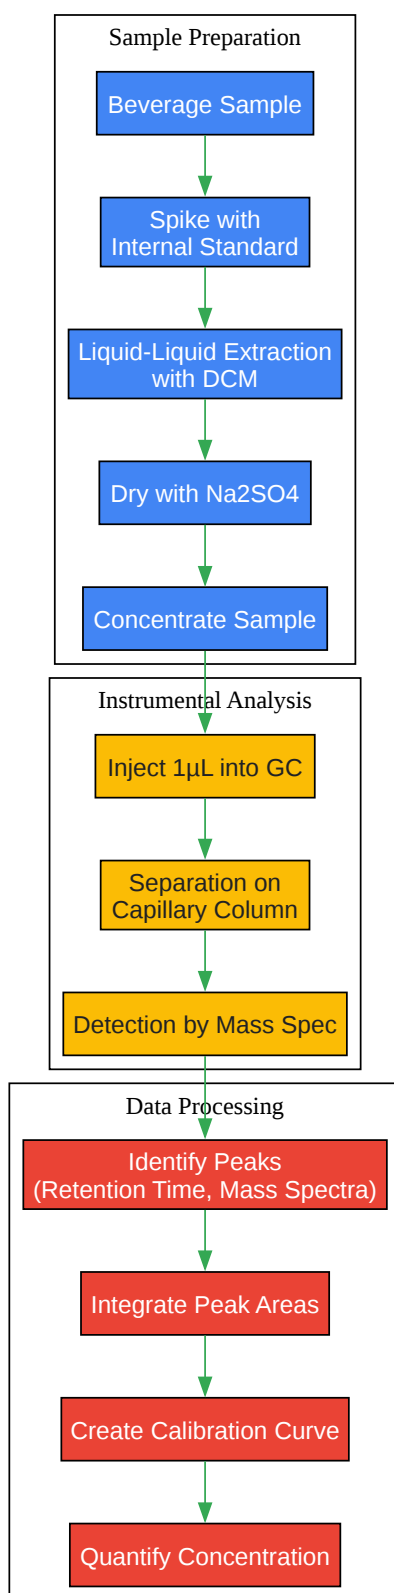 Sample Preparation
Beverage Sample
Spike with
Internal Standard
Liquid-Liquid Extraction
with DCM
Dry with Na2SO4
Concentrate Sample
Instrumental Analysis
Inject 1µL into GC
Separation on
Capillary Column
Detection by Mass Spec
Data Processing
Identify Peaks
(Retention Time, Mass Spectra)
Integrate Peak Areas
Create Calibration Curve
Quantify Concentration